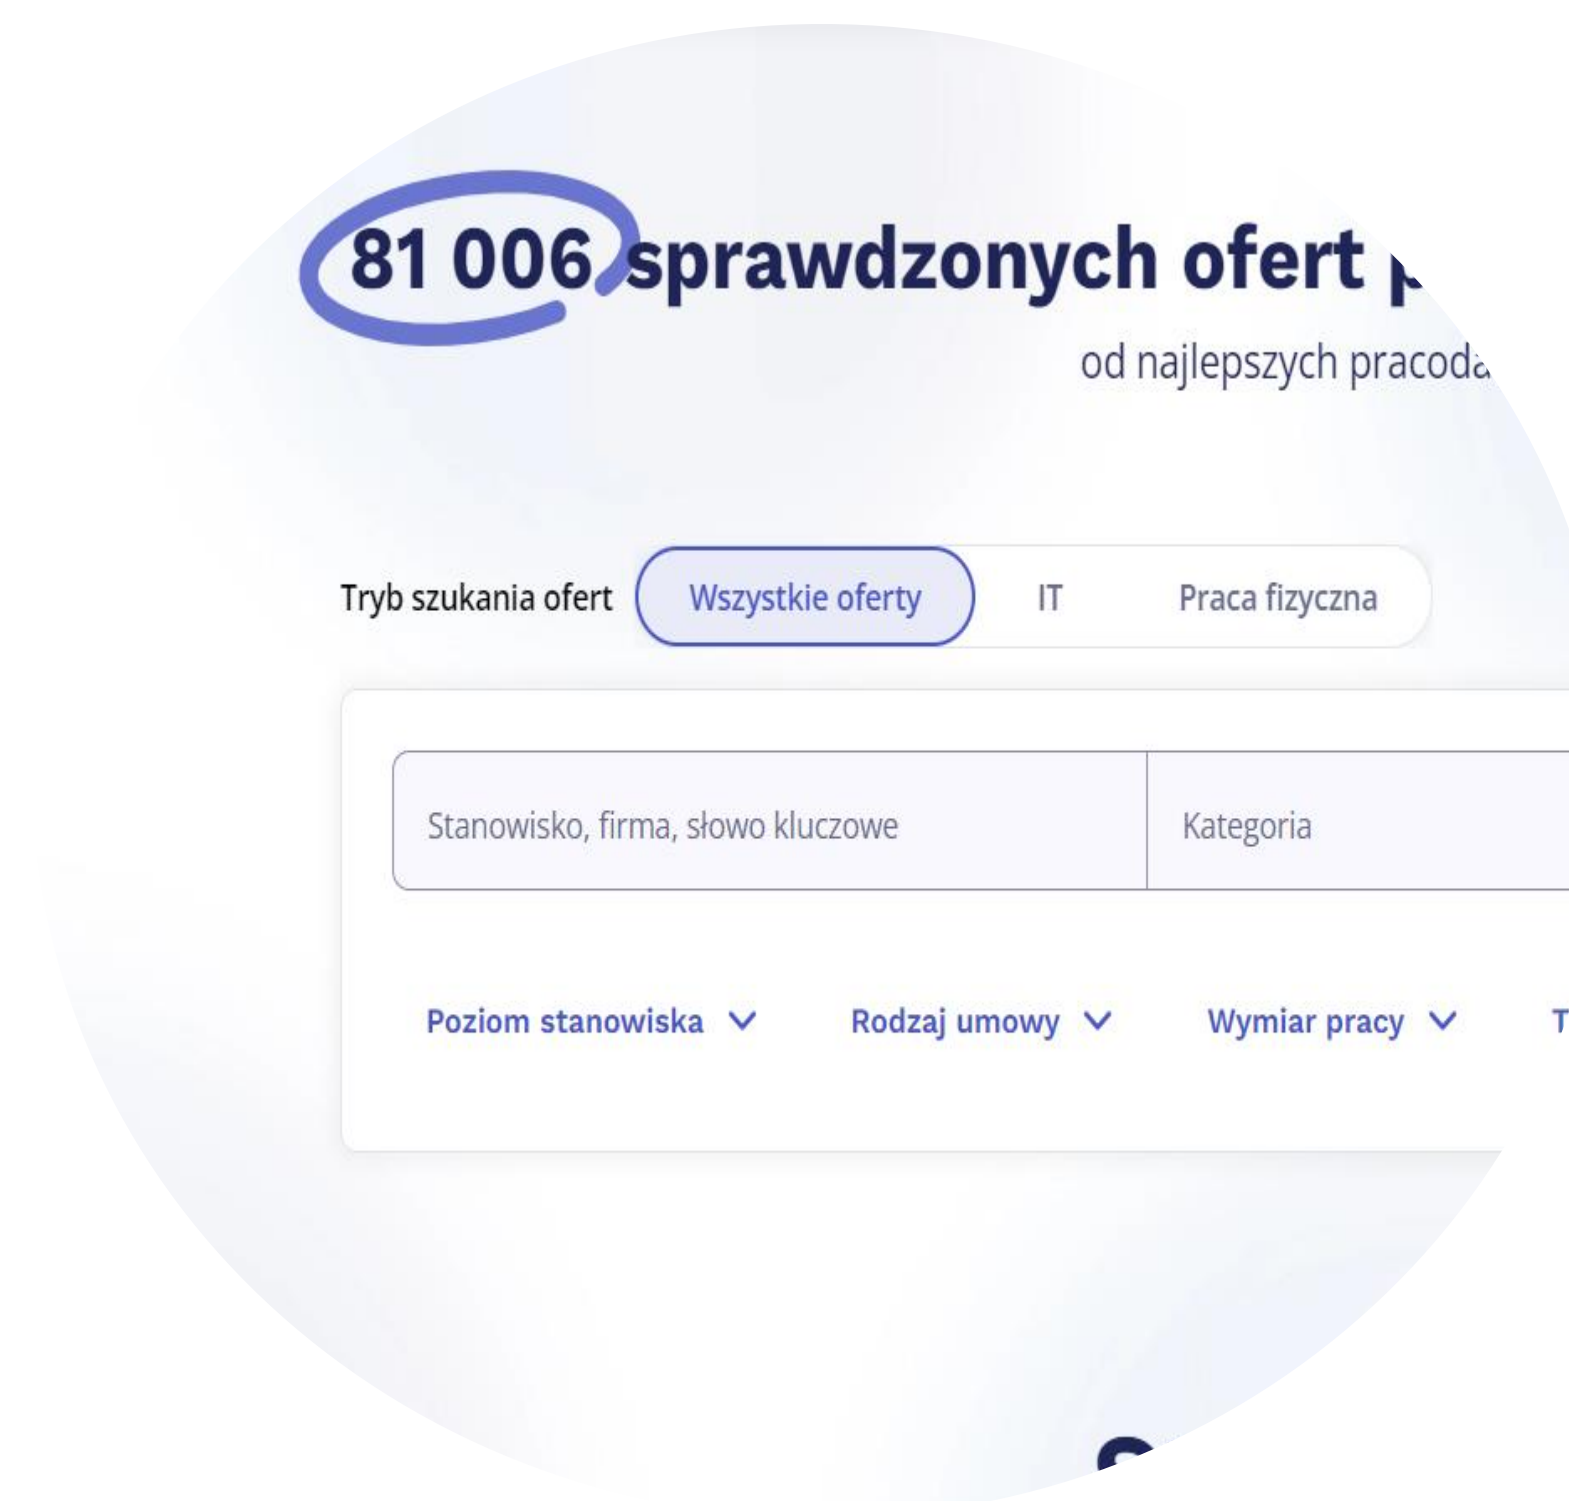 81 006 sprawdzonych ofert
od najlepszych
Tryb szukania ofert Wszystkie oferty IT Praca fizyczna
Stanowisko, firma, słowo kluczowe Kategoria
Poziom stanowiska Rodzaj umowy Wymiar pracy